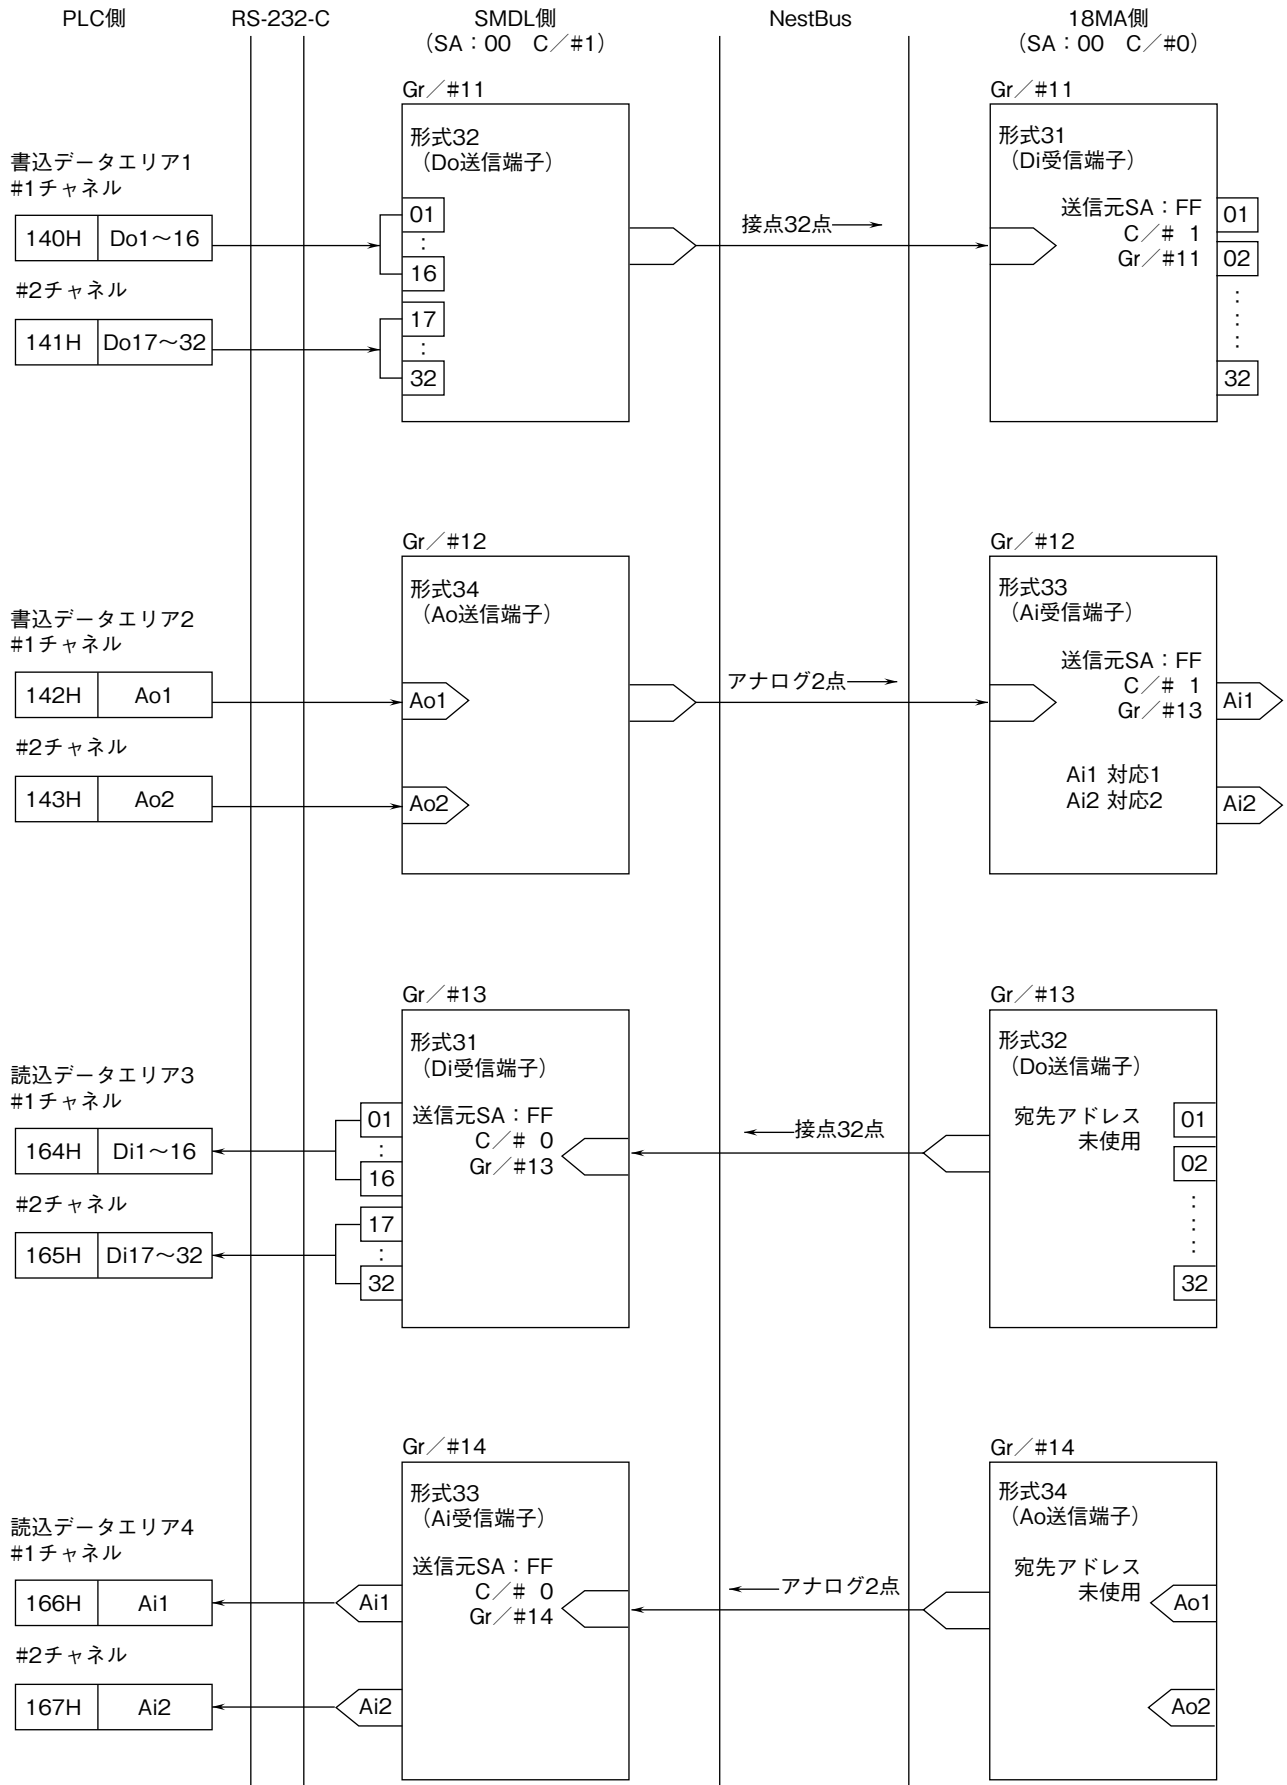 PLC側 RS-232-C SMDL側 NestBus 18MA側
（SA：00 C／#1） （SA：00 C／#0）
Gr／#11
形式32
（Do送信端子）
書込データエリア1
#1チャネル
140H Do1～16
#2チャネル
141H Do17～32
01
:
16
17
:
32
接点32点
Gr／#11
形式31
（Di受信端子）
送信元SA：FF
C／# 1
Gr／#11
01
02
32
Gr／#12
形式34
（Ao送信端子）
書込データエリア2
#1チャネル
142H Ao1
#2チャネル
143H Ao2
Ao1
Ao2
アナログ2点
Gr／#12
形式33
（Ai受信端子）
送信元SA：FF
C／# 1
Gr／#13
Ai1 対応1
Ai2 対応2
Ai1
Ai2
Gr／#13
形式31
（Di受信端子）
読込データエリア3
#1チャネル
164H Di1～16
#2チャネル
165H Di17～32
01
:
16
17
:
32
送信元SA：FF
C／# 0
Gr／#13
接点32点
Gr／#13
形式32
（Do送信端子）
宛先アドレス
未使用
01
02
32
Gr／#14
形式33
（Ai受信端子）
読込データエリア4
#1チャネル
166H Ai1
#2チャネル
167H Ai2
Ai1
Ai2
送信元SA：FF
C／# 0
Gr／#14
アナログ2点
Gr／#14
形式34
（Ao送信端子）
宛先アドレス
未使用
Ao1
Ao2